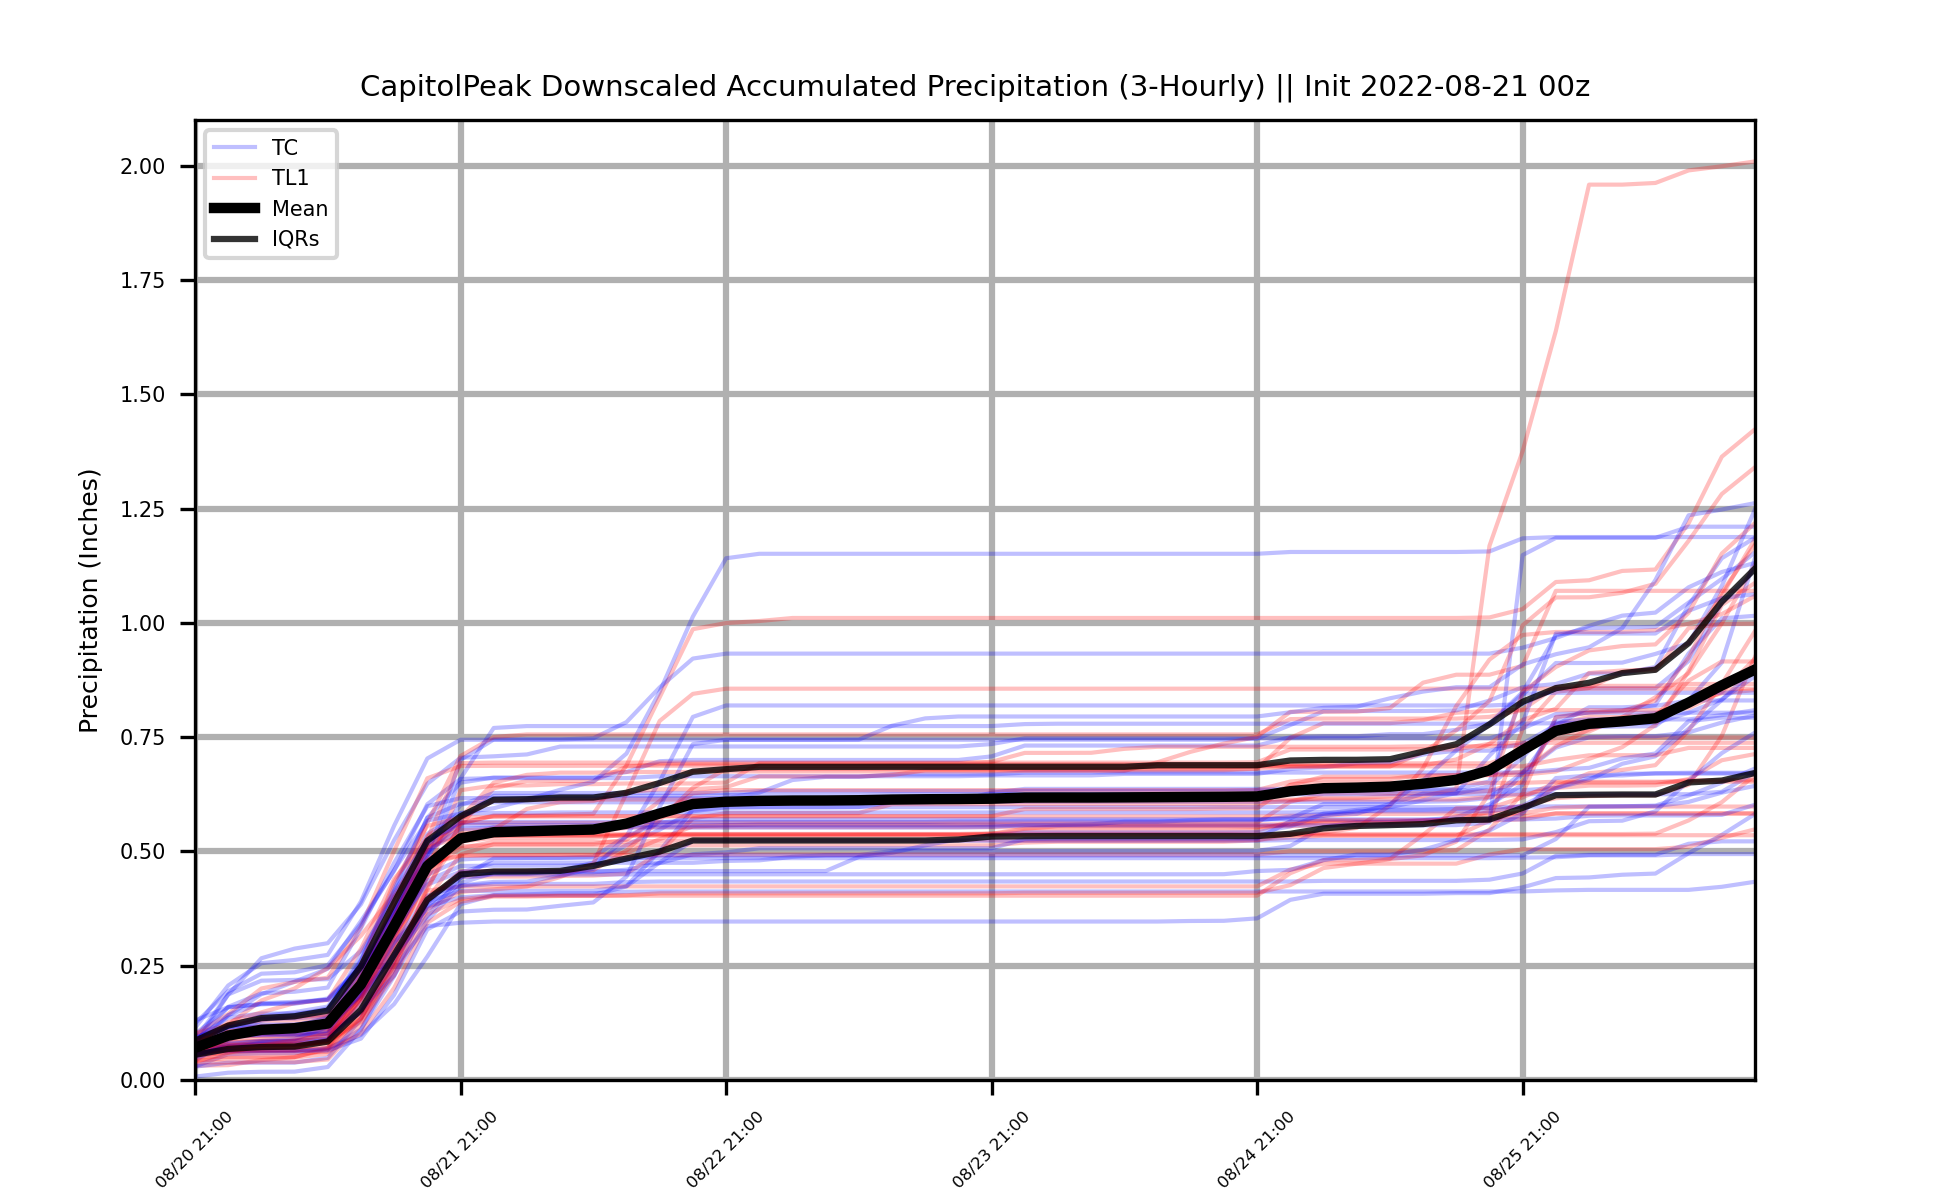 CapitolPeak Downscaled Accumulated Precipitation (3-Hourly) || Init 2022-08-21 00z
TC
TL1
Mean
IQRs
Precipitation (Inches)
2.00
1.75
1.50
1.25
1.00
0.75
0.50
0.25
0.00
08/20 21:00
08/21 21:00
08/22 21:00
08/23 21:00
08/24 21:00
08/25 21:00